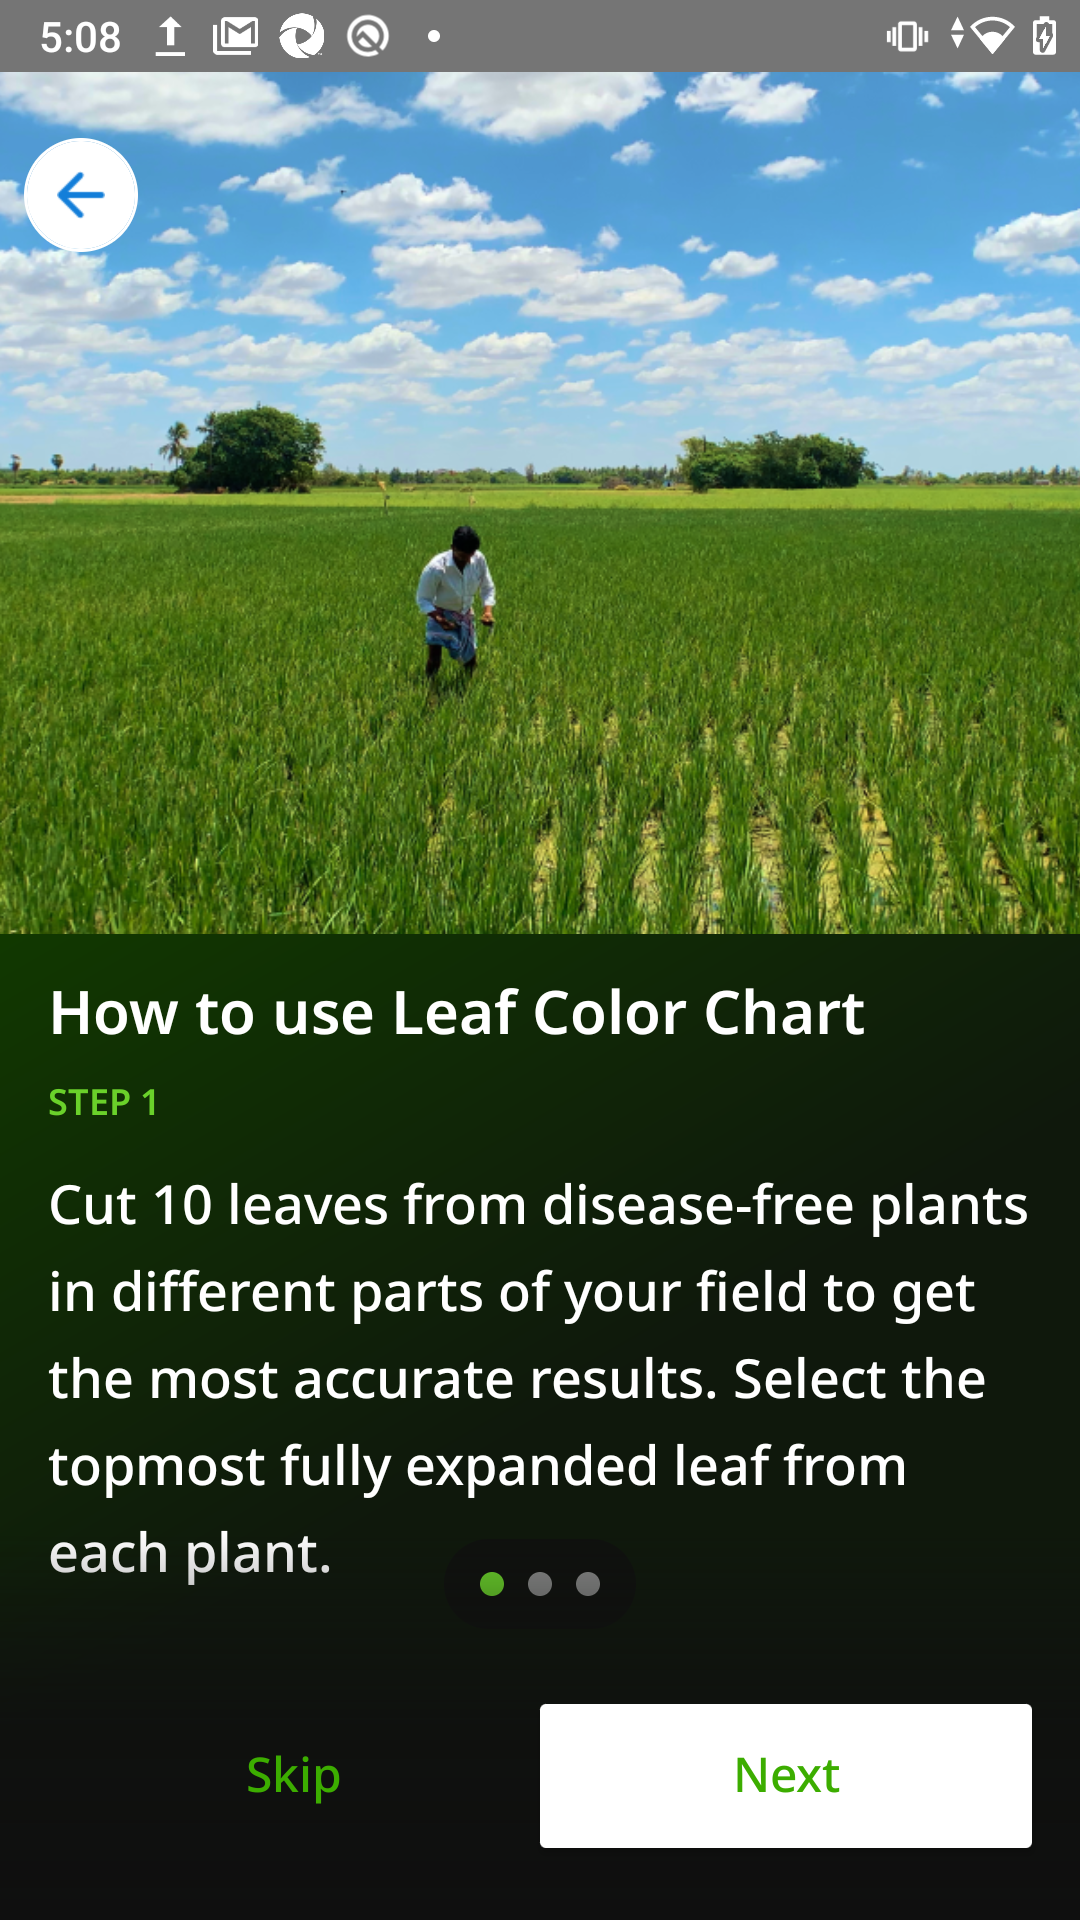 5:08
How to use Leaf Color Chart
STEP 1
Cut 10 leaves from disease-free plants
in different parts of your field to get
the most accurate results. Select the
topmost fully expanded leaf from
each plant.
Skip
Next